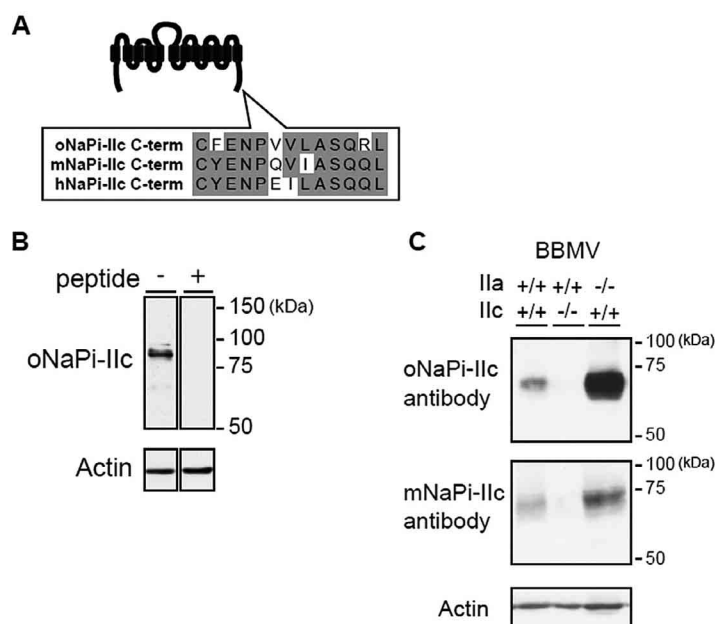 A
oNaPi-IIc C-term CFENPVVLASQRL
mNaPi-IIc C-term CYENPQVIASQQL
hNaPi-IIc C-term CYENPEILASQQL
B
peptide - +
150 (kDa)
100
oNaPi-IIc
75
50
Actin
C
BBMV
IIa +/+ +/+ -/-
IIc +/+ -/- +/+
100 (kDa)
75
oNaPi-IIc
antibody
50
100 (kDa)
75
mNaPi-IIc
antibody
50
Actin